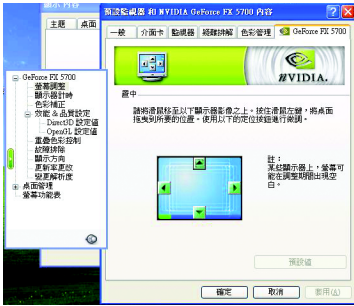 顯示 內容
主題
桌面
預設監視器 和 NVIDIA GeForce FX 5700 內容
一般
介面卡
監視器
疑難排解
色彩管理
GeForce FX 5700
nVIDIA.
GeForce FX 5700
螢幕調整
顯示器計時
色彩補正
效能 & 品質設定
Direct3D 設定值
OpenGL 設定值
重疊色彩控制
故障排除
顯示方向
更新率更改
變更解析度
桌面管理
螢幕功能表
置中
請將滑鼠移至以下顯示器影像之上。按住滑鼠左鍵，將桌面
拖曳到所要的位置。使用以下的定位按鈕進行微調。
註：
某些顯示器上，螢幕可
能在調整期間出現空
白。
預設值
確定
取消
套用(A)